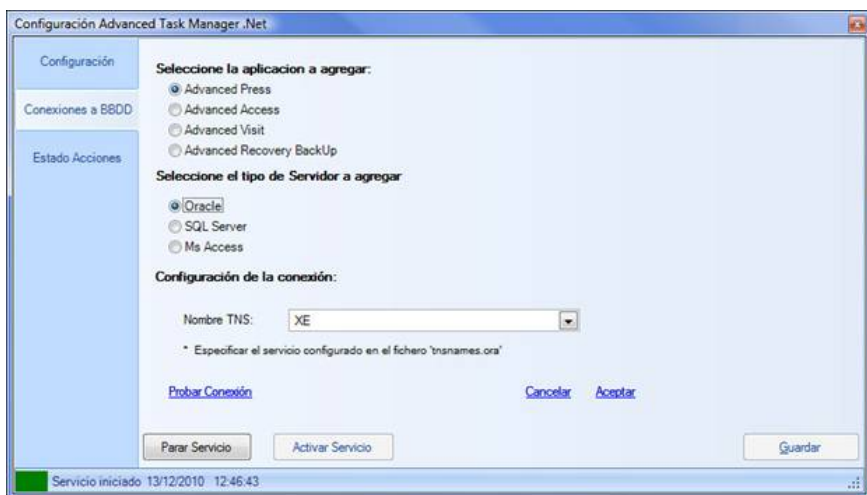 Configuración Advanced Task Manager .Net
Configuración
Conexiones a BBDD
Estado Acciones
Seleccione la aplicacion a agregar:
Advanced Press
Advanced Access
Advanced Visit
Advanced Recovery BackUp
Seleccione el tipo de Servidor a agregar
Oracle
SQL Server
Ms Access
Configuración de la conexión:
Nombre TNS: XE
* Especificar el servicio configurado en el fichero 'tnsnames.ora'
Probar Conexión Cancelar Aceptar
Parar Servicio Activar Servicio Guardar
Servicio iniciado 13/12/2010 12:46:43